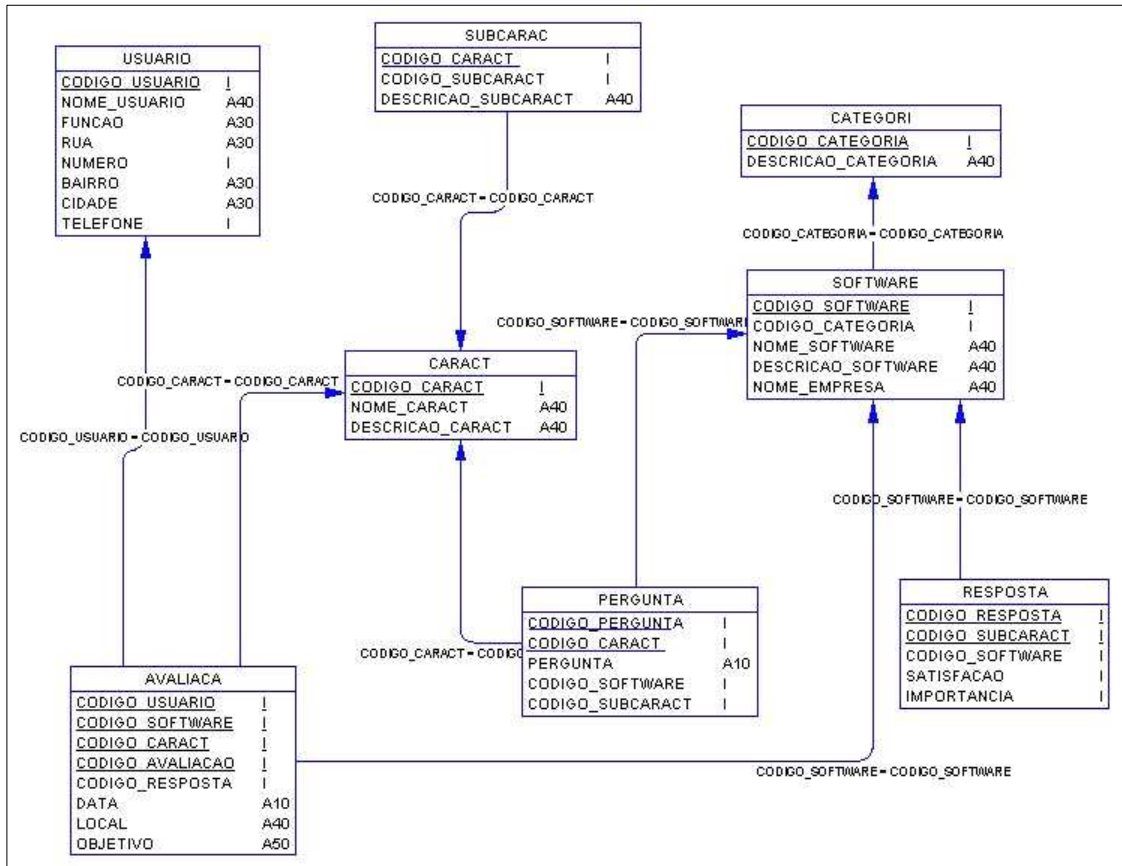 USUARIO
CODIGO_USUARIO I
NOME_USUARIO A40
FUNCAO A30
RUA A30
NUMERO I
BAIRRO A30
CIDADE A30
TELEFONE I
SUBCARAC
CODIGO_CARACT I
CODIGO_SUBCARACT I
DESCRICAO_SUBCARACT A40
CATEGORI
CODIGO_CATEGORIA I
DESCRICAO_CATEGORIA A40
CODIGO_CARACT = CODIGO_CARACT
CODIGO_CATEGORIA = CODIGO_CATEGORIA
SOFTWARE
CODIGO_SOFTWARE I
CODIGO_CATEGORIA I
NOME_SOFTWARE A40
DESCRICAO_SOFTWARE A40
NOME_EMPRESA A40
CODIGO_SOFTWARE = CODIGO_SOFTWARE
CARACT
CODIGO_CARACT I
NOME_CARACT A40
DESCRICAO_CARACT A40
CODIGO_CARACT = CODIGO_CARACT
CODIGO_USUARIO = CODIGO_USUARIO
CODIGO_SOFTWARE = CODIGO_SOFTWARE
PERGUNTA
CODIGO_PERGUNTA I
CODIGO_CARACT I
PERGUNTA A10
CODIGO_SOFTWARE I
CODIGO_SUBCARACT I
CODIGO_CARACT = CODIG
RESPOSTA
CODIGO_RESPOSTA I
CODIGO_SUBCARACT I
CODIGO_SOFTWARE I
SATISFACAO I
IMPORTANCIA I
AVALIACA
CODIGO_USUARIO I
CODIGO_SOFTWARE I
CODIGO_CARACT I
CODIGO_AVALIACAO I
CODIGO_RESPOSTA I
DATA A10
LOCAL A40
OBJETIVO A50
CODIGO_SOFTWARE = CODIGO_SOFTWARE